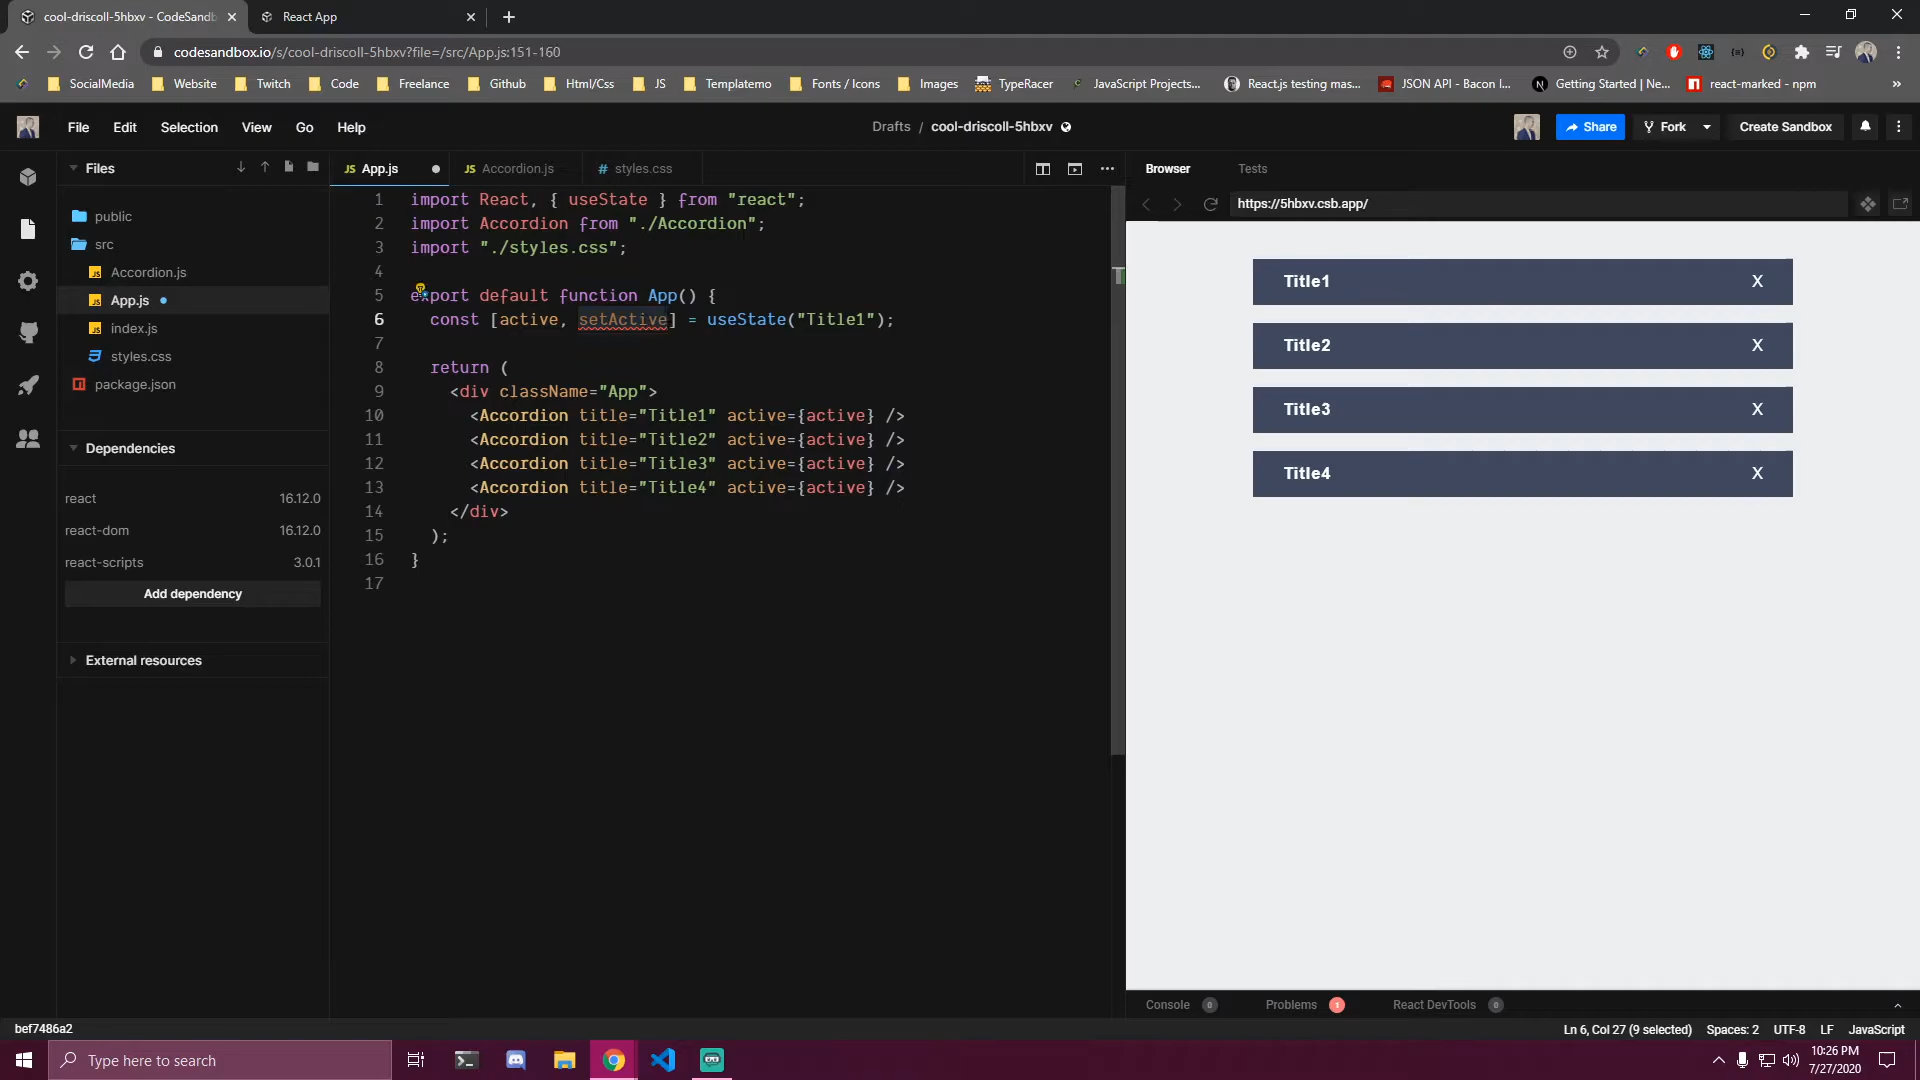 cool-driscoll-5hbxv - CodeSandb
React App
codesandbox.io/s/cool-driscoll-5hbxv?file=/src/App.js:151-160
SocialMedia
Website
Twitch
Code
Freelance
Github
Html/Css
JS
Templatemo
Fonts / Icons
Images
TypeRacer
JavaScript Projects...
React.js testing mas...
JSON API - Bacon I...
Getting Started | Ne...
react-marked - npm
»
File
Edit
Selection
View
Go
Help
Drafts / cool-driscoll-5hbxv
Share
Fork
Create Sandbox
Files
public
src
Accordion.js
App.js
index.js
styles.css
package.json
Dependencies
react 16.12.0
react-dom 16.12.0
react-scripts 3.0.1
Add dependency
External resources
JS App.js
JS Accordion.js
# styles.css
1 import React, { useState } from "react";
2 import Accordion from "./Accordion";
3 import "./styles.css";
4
5 export default function App() {
6 const [active, setActive] = useState("Title1");
7
8 return (
9 <div className="App">
10 <Accordion title="Title1" active={active} />
11 <Accordion title="Title2" active={active} />
12 <Accordion title="Title3" active={active} />
13 <Accordion title="Title4" active={active} />
14 </div>
15 );
16 }
17
Browser
Tests
https://5hbxv.csb.app/
Title1 X
Title2 X
Title3 X
Title4 X
Console 0
Problems 1
React DevTools 0
bef7486a2
Ln 6, Col 27 (9 selected)
Spaces: 2
UTF-8
LF
JavaScript
Type here to search
10:26 PM
7/27/2020